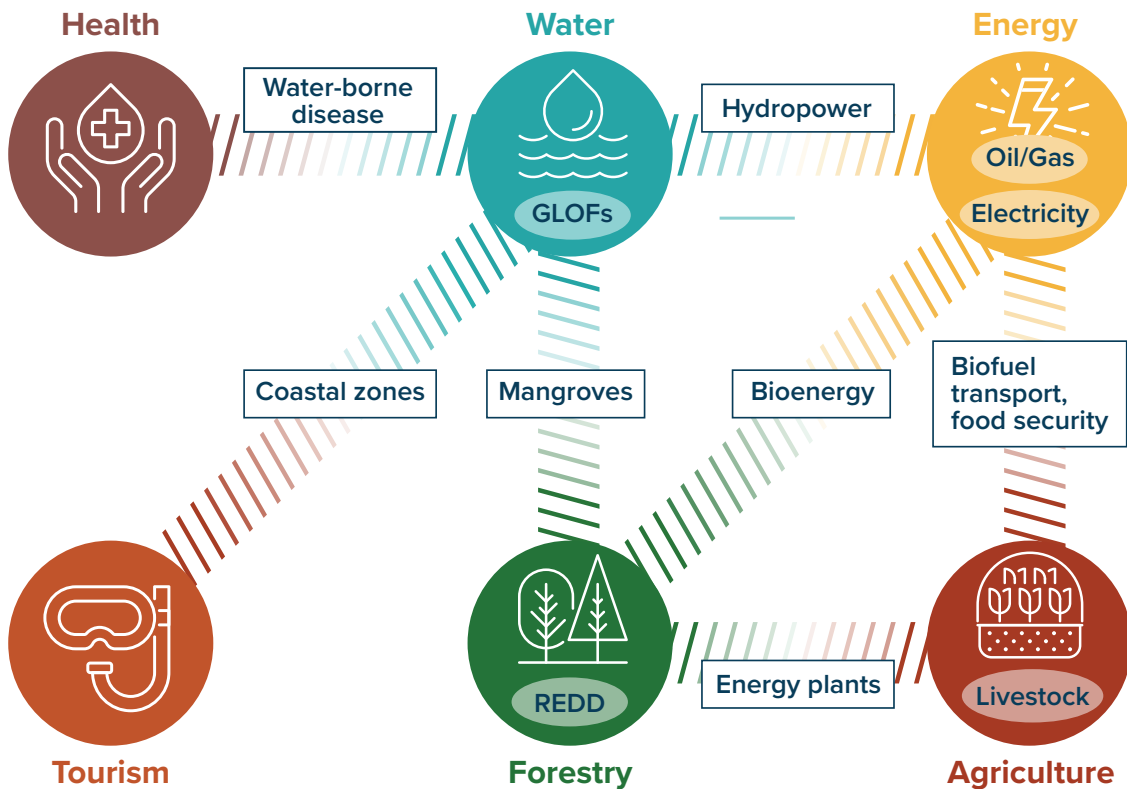 Health
Water
Energy
Water-borne
disease
Hydropower
Oil/Gas
GLOFs
Electricity
Coastal zones
Mangroves
Bioenergy
Biofuel
transport,
food security
REDD
Energy plants
Livestock
Tourism
Forestry
Agriculture